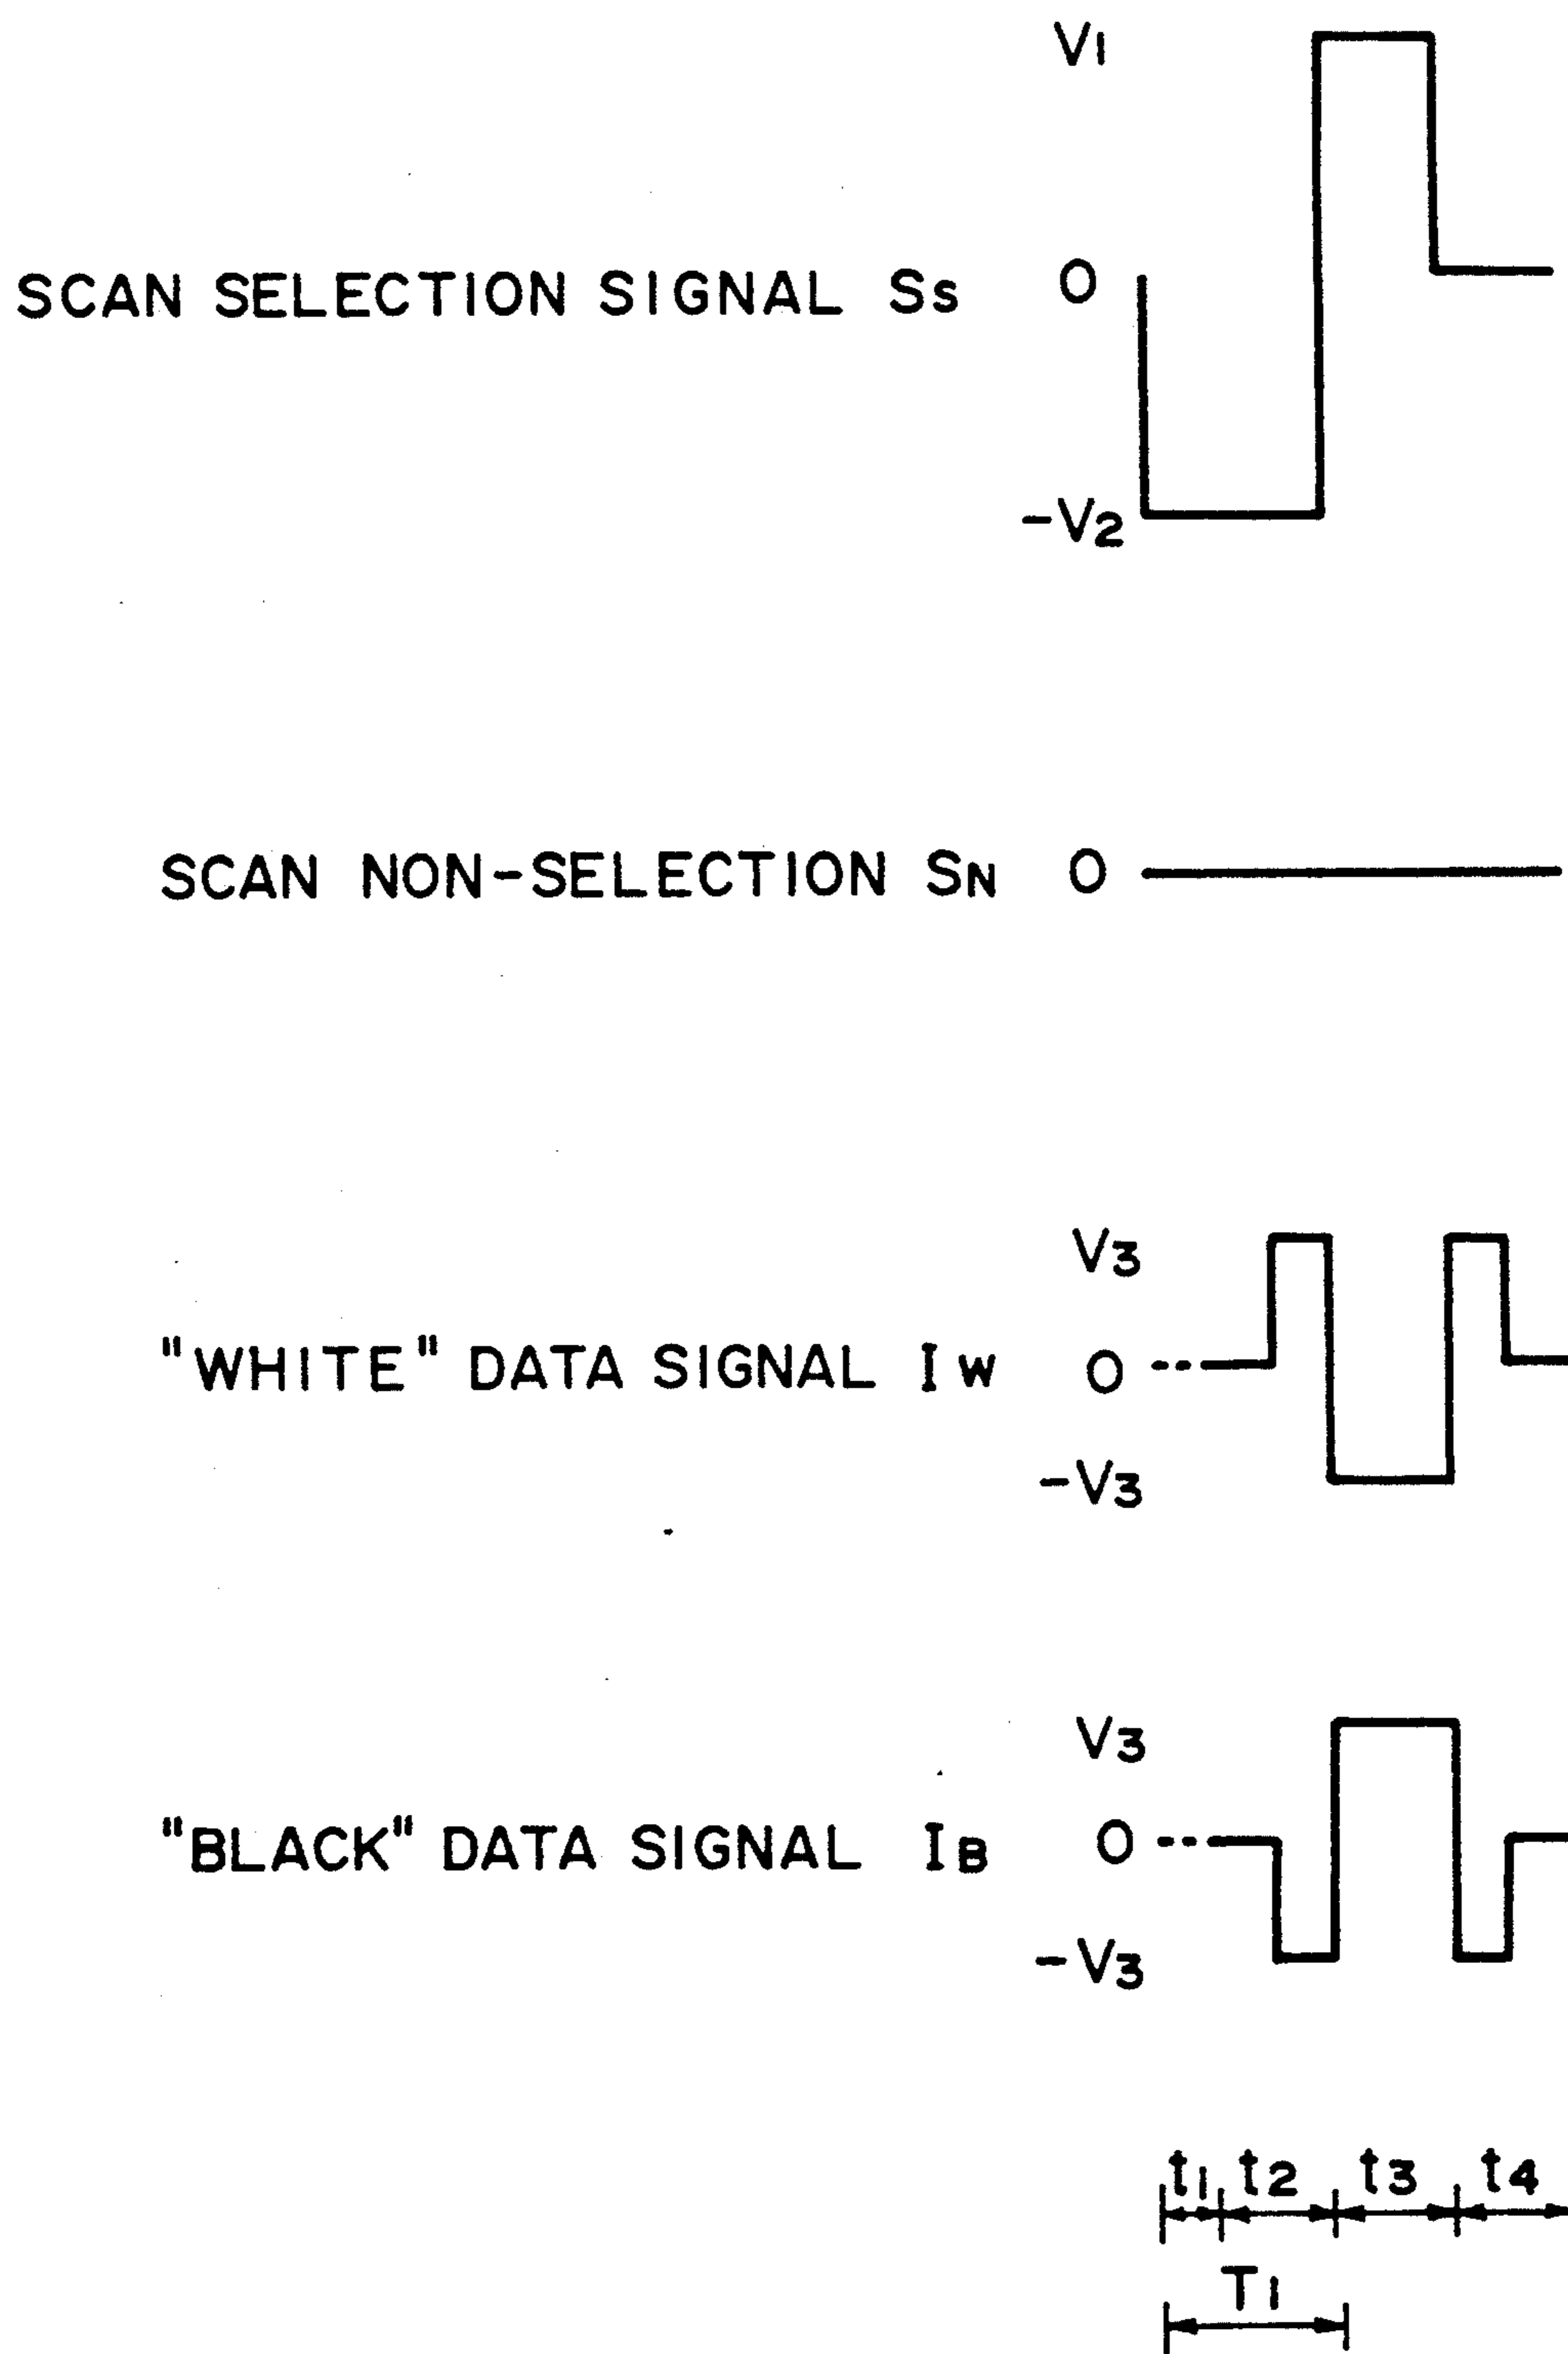 V1
SCAN SELECTION SIGNAL Ss 0
-V2
SCAN NON-SELECTION SN 0
V3
"WHITE" DATA SIGNAL IW 0
-V3
V3
"BLACK" DATA SIGNAL IB 0
-V3
t1 t2 t3 t4
T1